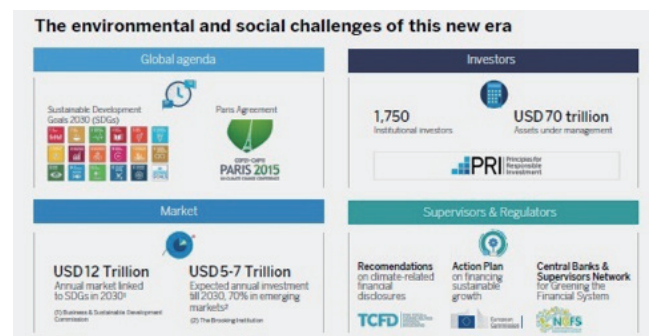 The environmental and social challenges of this new era
Global agenda
Sustainable Development
Goals 2030 (SDGs)
Paris Agreement
PARIS 2015
Investors
1,750
Institutional investors
USD 70 trillion
Assets under management
PRI Principles for
Responsible
Investment
Market
USD 12 Trillion
Annual market linked
to SDGs in 2030¹
(1) Business & Sustainable Development
Commission
USD 5-7 Trillion
Expected annual investment
till 2030, 70% in emerging
markets²
(2) The Brooking Institution
Supervisors & Regulators
Recomendations
on climate-related
financial
disclosures
TCFD
Action Plan
on financing
sustainable
growth
European
Commission
Central Banks &
Supervisors Network
for Greening the
Financial System
NGFS